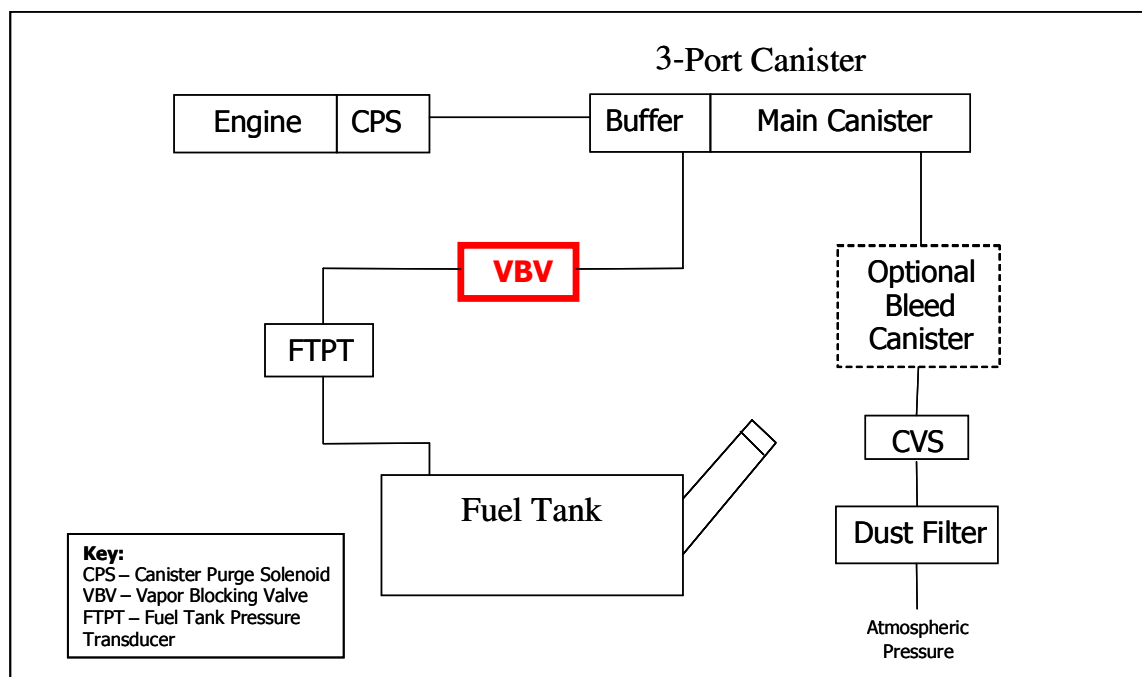 3-Port Canister
Engine
CPS
Buffer
Main Canister
VBV
Optional
Bleed
Canister
FTPT
CVS
Fuel Tank
Dust Filter
Key:
CPS – Canister Purge Solenoid
VBV – Vapor Blocking Valve
FTPT – Fuel Tank Pressure
Transducer
Atmospheric
Pressure